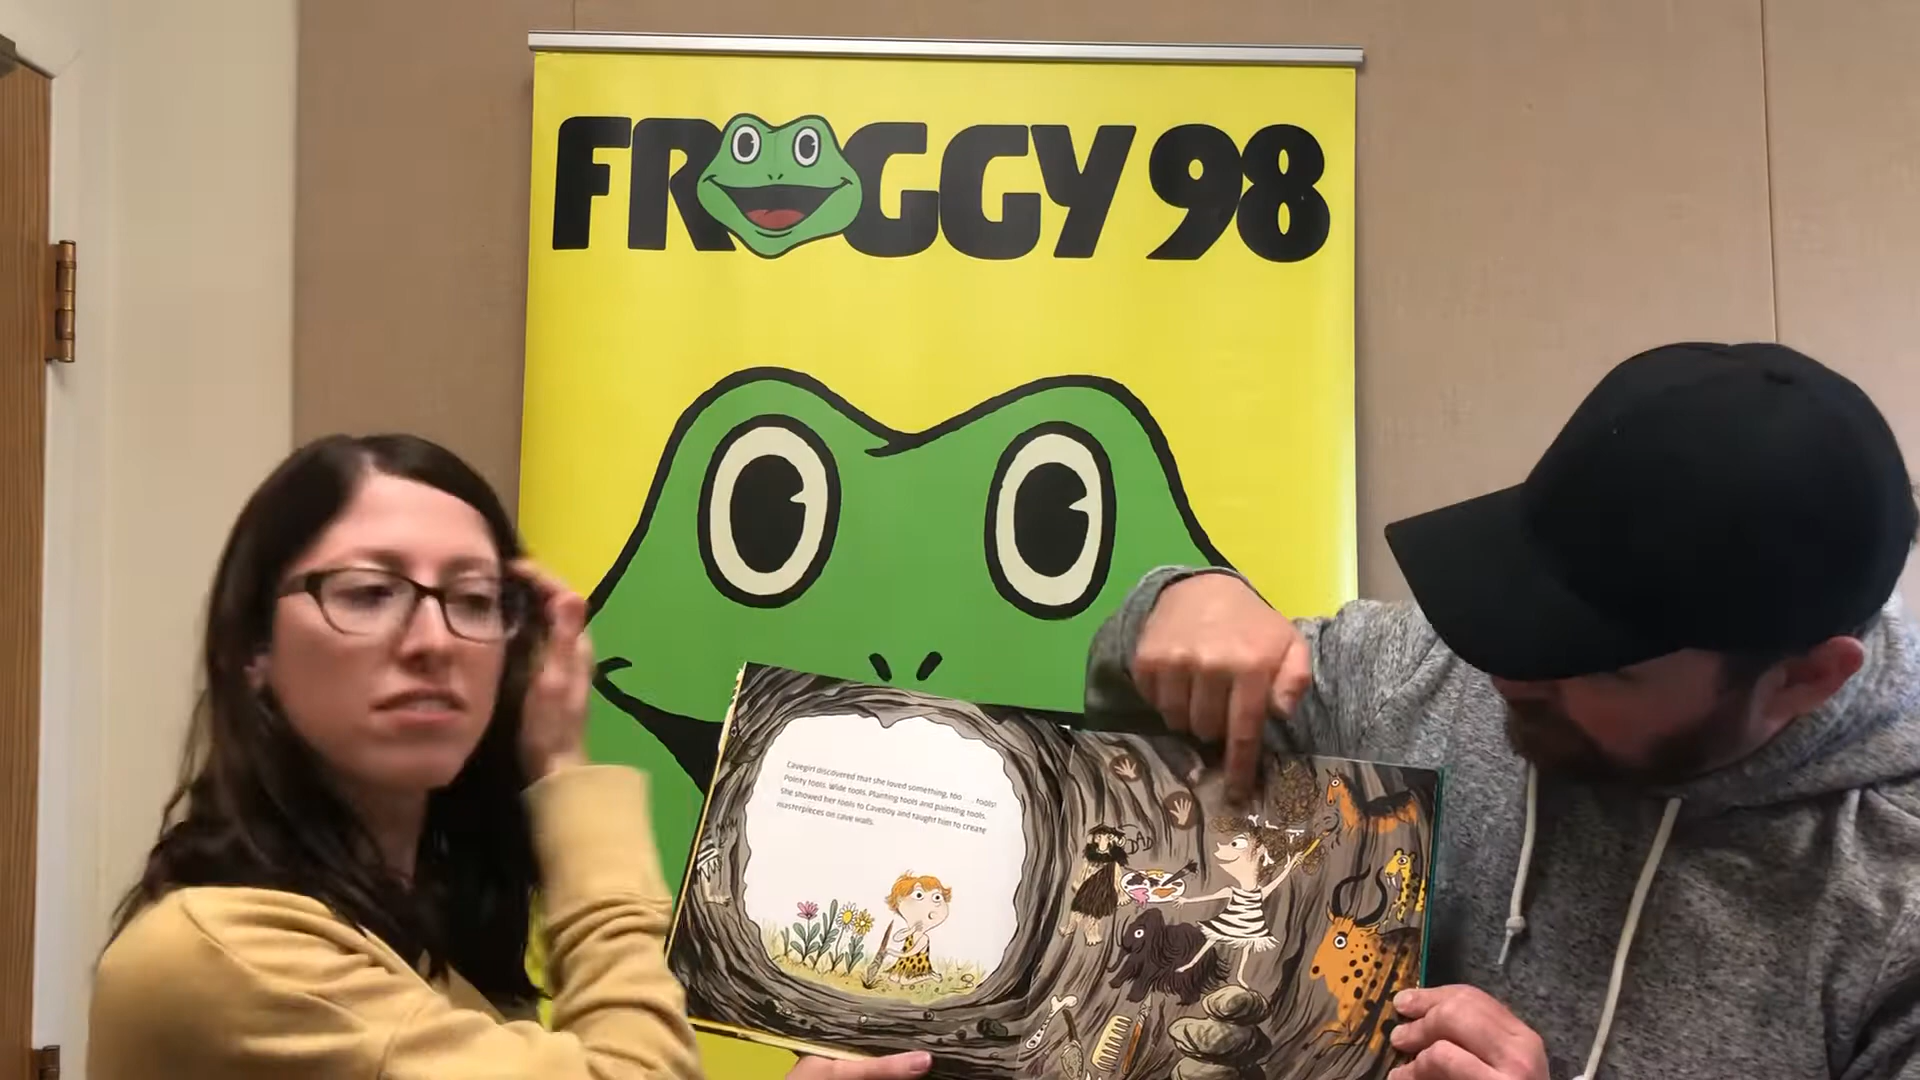 FROGGY 98
Cavegirl discovered that she loved something, too . . . tools!
Pointy tools. Wide tools. Planting tools and painting tools.
She showed her tools to Caveboy and taught him to create
masterpieces on cave walls.